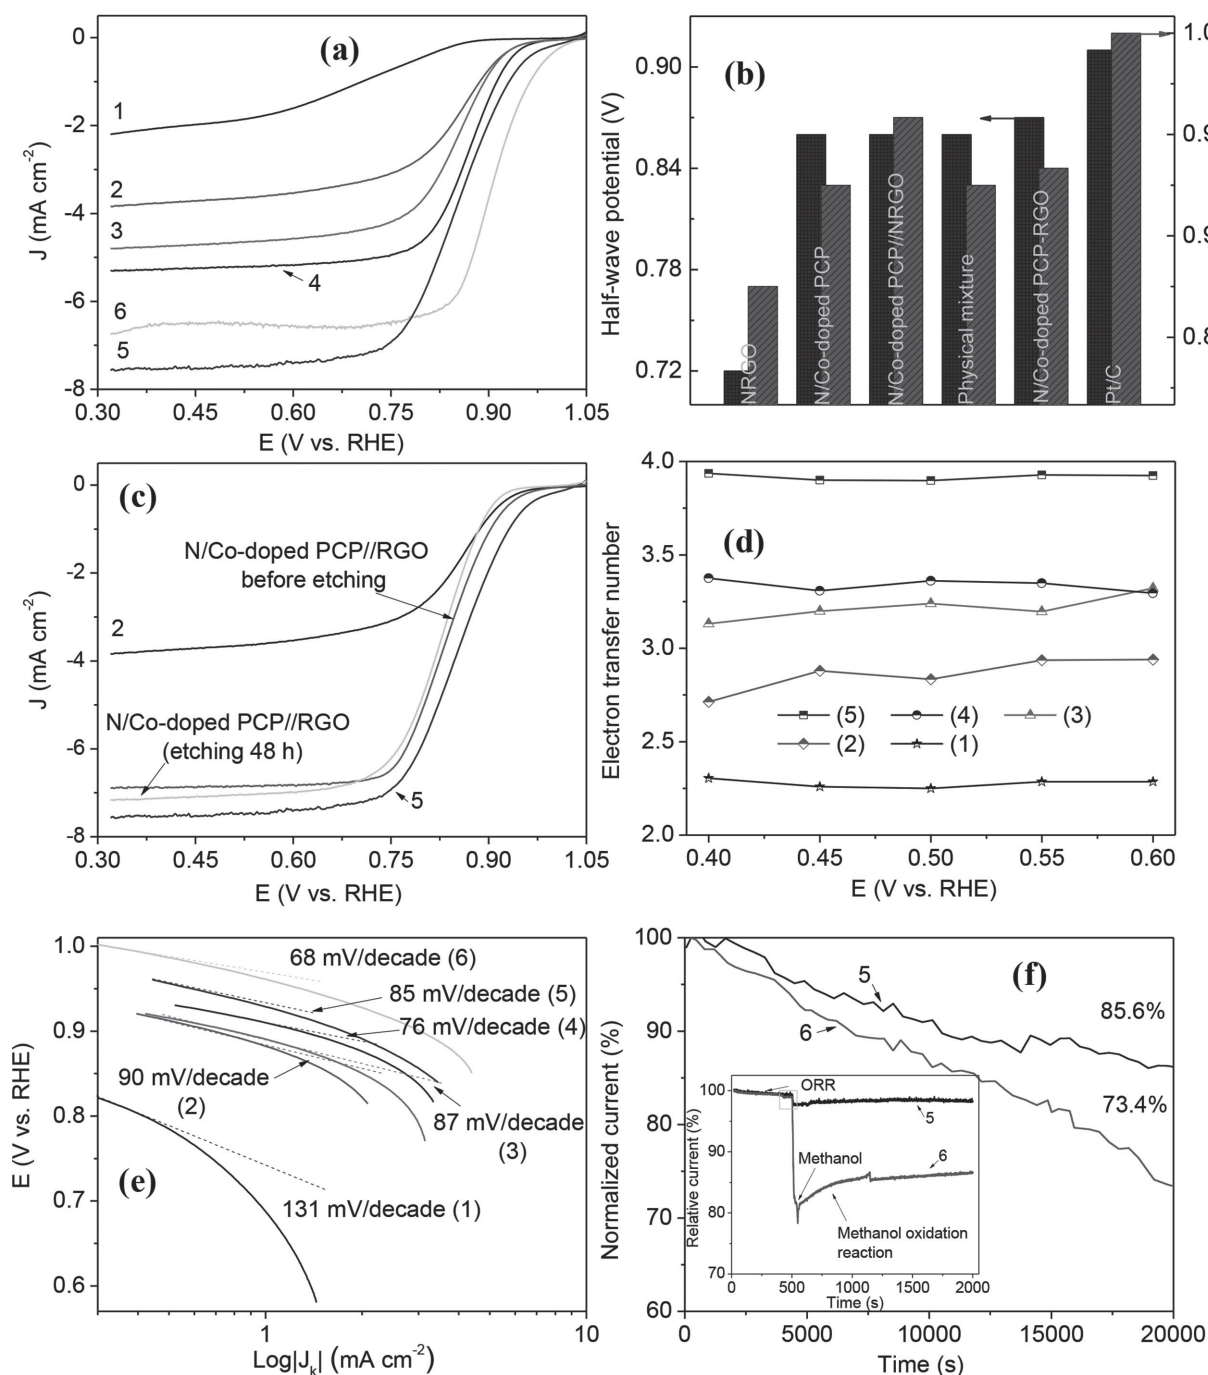 (a)
0
-2
-4
-6
-8
J (mA cm-2)
1
2
3
4
6
5
0.30 0.45 0.60 0.75 0.90 1.05
E (V vs. RHE)
(b)
Half-wave potential (V)
0.90
0.84
0.78
0.72
NRGO
N/Co-doped PCP
N/Co-doped PCP//NRGO
Physical mixture
N/Co-doped PCP-RGO
Pt/C
1.0
0.9
0.9
0.8
(c)
0
-2
-4
-6
-8
J (mA cm-2)
N/Co-doped PCP//RGO
before etching
2
N/Co-doped PCP//RGO
(etching 48 h)
5
0.30 0.45 0.60 0.75 0.90 1.05
E (V vs. RHE)
(d)
Electron transfer number
4.0
3.5
3.0
2.5
2.0
(5) (4) (3)
(2) (1)
0.40 0.45 0.50 0.55 0.60
E (V vs. RHE)
(e)
E (V vs. RHE)
1.0
0.9
0.8
0.7
0.6
68 mV/decade (6)
85 mV/decade (5)
76 mV/decade (4)
90 mV/decade
(2)
87 mV/decade
(3)
131 mV/decade (1)
1 10
Log|Jk| (mA cm-2)
(f)
Normalized current (%)
100
90
80
70
60
5
6
85.6%
73.4%
Relative current (%)
100
90
80
70
ORR
5
6
Methanol
Methanol oxidation
reaction
0 500 1000 1500 2000
Time (s)
0 5000 10000 15000 20000
Time (s)